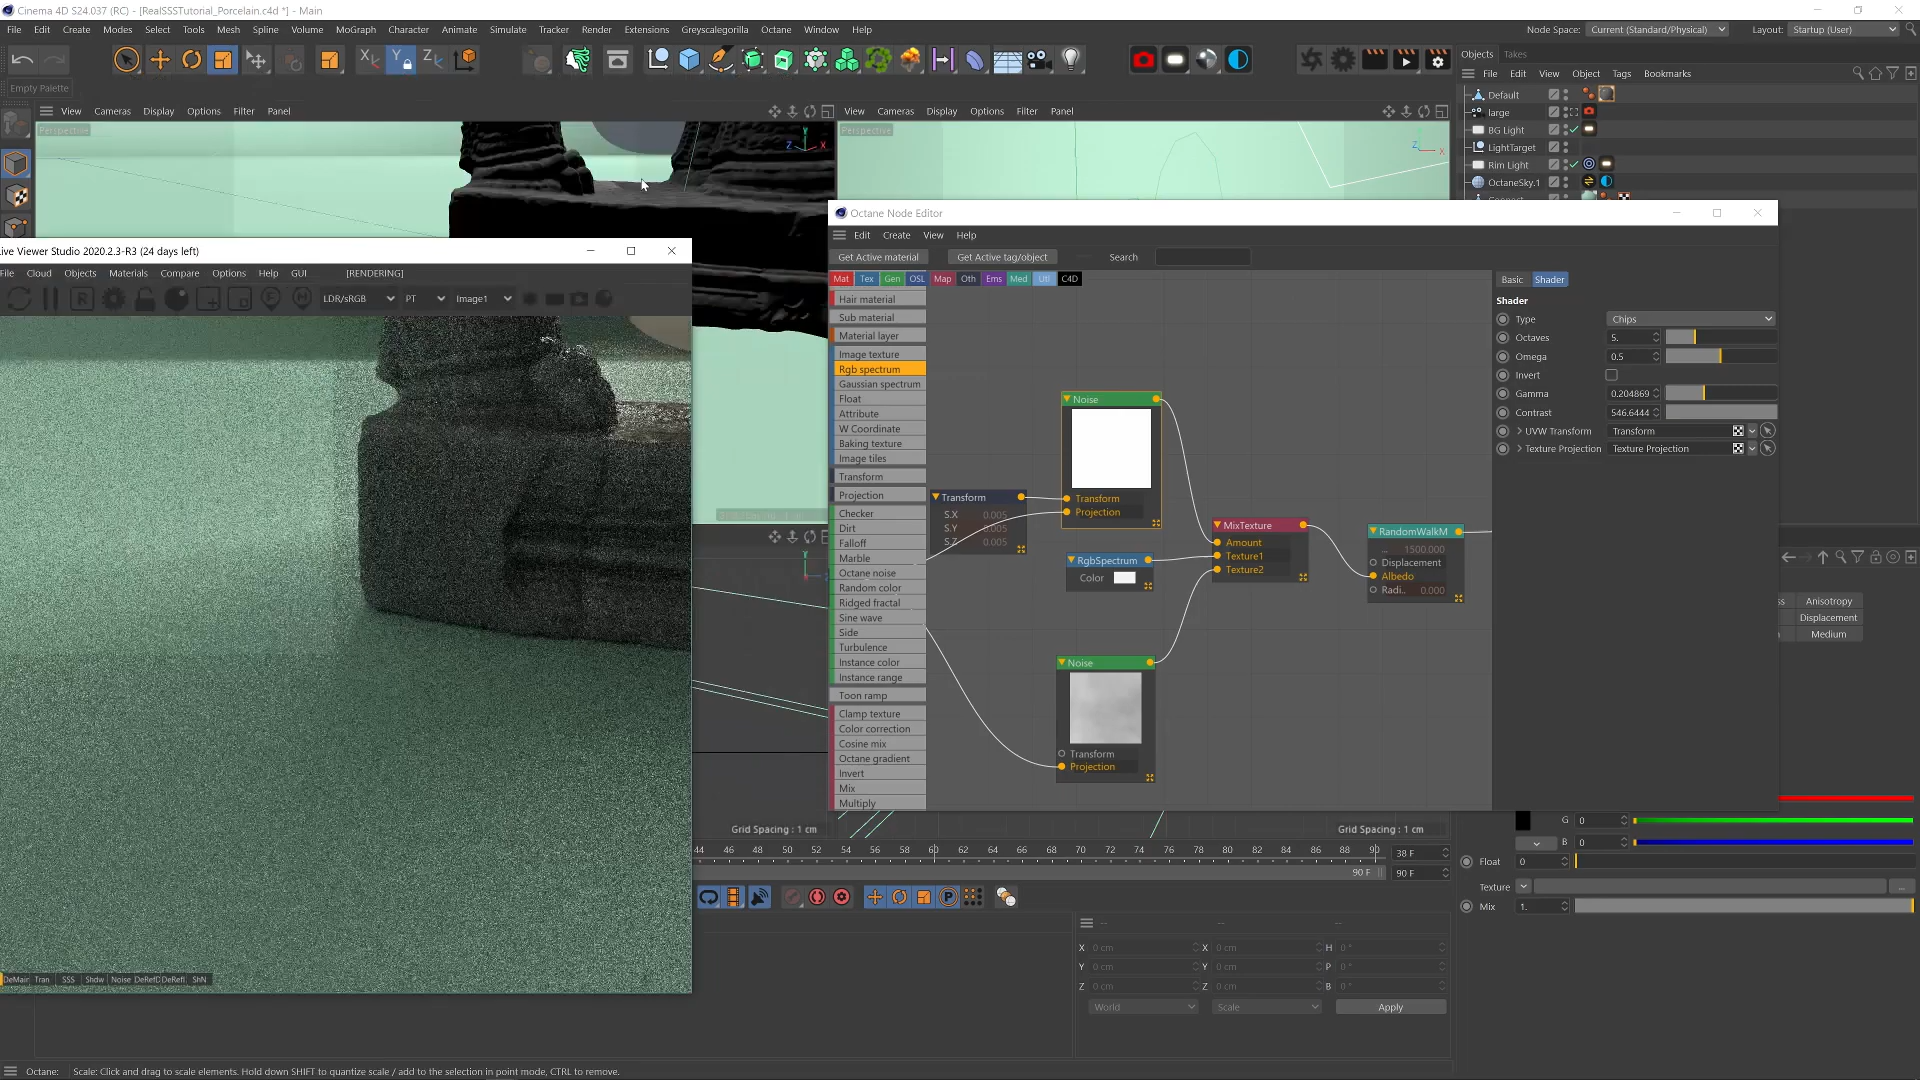 Cinema 4D S24.037 (RC) - [RealSSSTutorial_Porcelain.c4d *] - Main
File Edit Create Modes Select Tools Mesh Spline Volume MoGraph Character Animate Simulate Tracker Render Extensions Greyscalegorilla Octane Window Help
Node Space: Current (Standard/Physical) Layout: Startup (User)
Empty Palette
View Cameras Display Options Filter Panel
Perspective
View Cameras Display Options Filter Panel
Perspective
Objects Takes
File Edit View Object Tags Bookmarks
Default
large
BG Light
LightTarget
Rim Light
OctaneSky.1
ive Viewer Studio 2020.2.3-R3 (24 days left)
File Cloud Objects Materials Compare Options Help GUI [RENDERING]
LDR/sRGB PT Image1
DeMain Tran SSS Shdw Noise DeRefD DeRefl ShN
Octane Node Editor
Edit Create View Help
Get Active material Get Active tag/object Search
Mat Tex Gen OSL Map Oth Ems Med Utl C4D
Hair material
Sub material
Material layer
Image texture
Rgb spectrum
Gaussian spectrum
Float
Attribute
W Coordinate
Baking texture
Image tiles
Transform
Projection
Checker
Dirt
Falloff
Marble
Octane noise
Random color
Ridged fractal
Sine wave
Side
Turbulence
Instance color
Instance range
Toon ramp
Clamp texture
Color correction
Cosine mix
Octane gradient
Invert
Mix
Multiply
Transform
S.X 0.005
S.Y 0.005
S.Z 0.005
Noise
Transform
Projection
RgbSpectrum
Color
Noise
Transform
Projection
MixTexture
Amount
Texture1
Texture2
RandomWalkM
... 1500.000
Displacement
Albedo
Radi.. 0.000
Basic Shader
Shader
Type Chips
Octaves 5.
Omega 0.5
Invert
Gamma 0.204869
Contrast 546.6444
UVW Transform Transform
Texture Projection Texture Projection
ss Anisotropy
Displacement
Medium
G 0
B 0
Float 0
Texture ...
Mix 1.
Grid Spacing : 1 cm
Grid Spacing : 1 cm
44 46 48 50 52 54 56 58 60 62 64 66 68 70 72 74 76 78 80 82 84 86 88 90
38 F
90 F 90 F
-- -- --
X 0 cm X 0 cm H 0 °
Y 0 cm Y 0 cm P 0 °
Z 0 cm Z 0 cm B 0 °
World Scale Apply
Octane: Scale: Click and drag to scale elements. Hold down SHIFT to quantize scale / add to the selection in point mode, CTRL to remove.